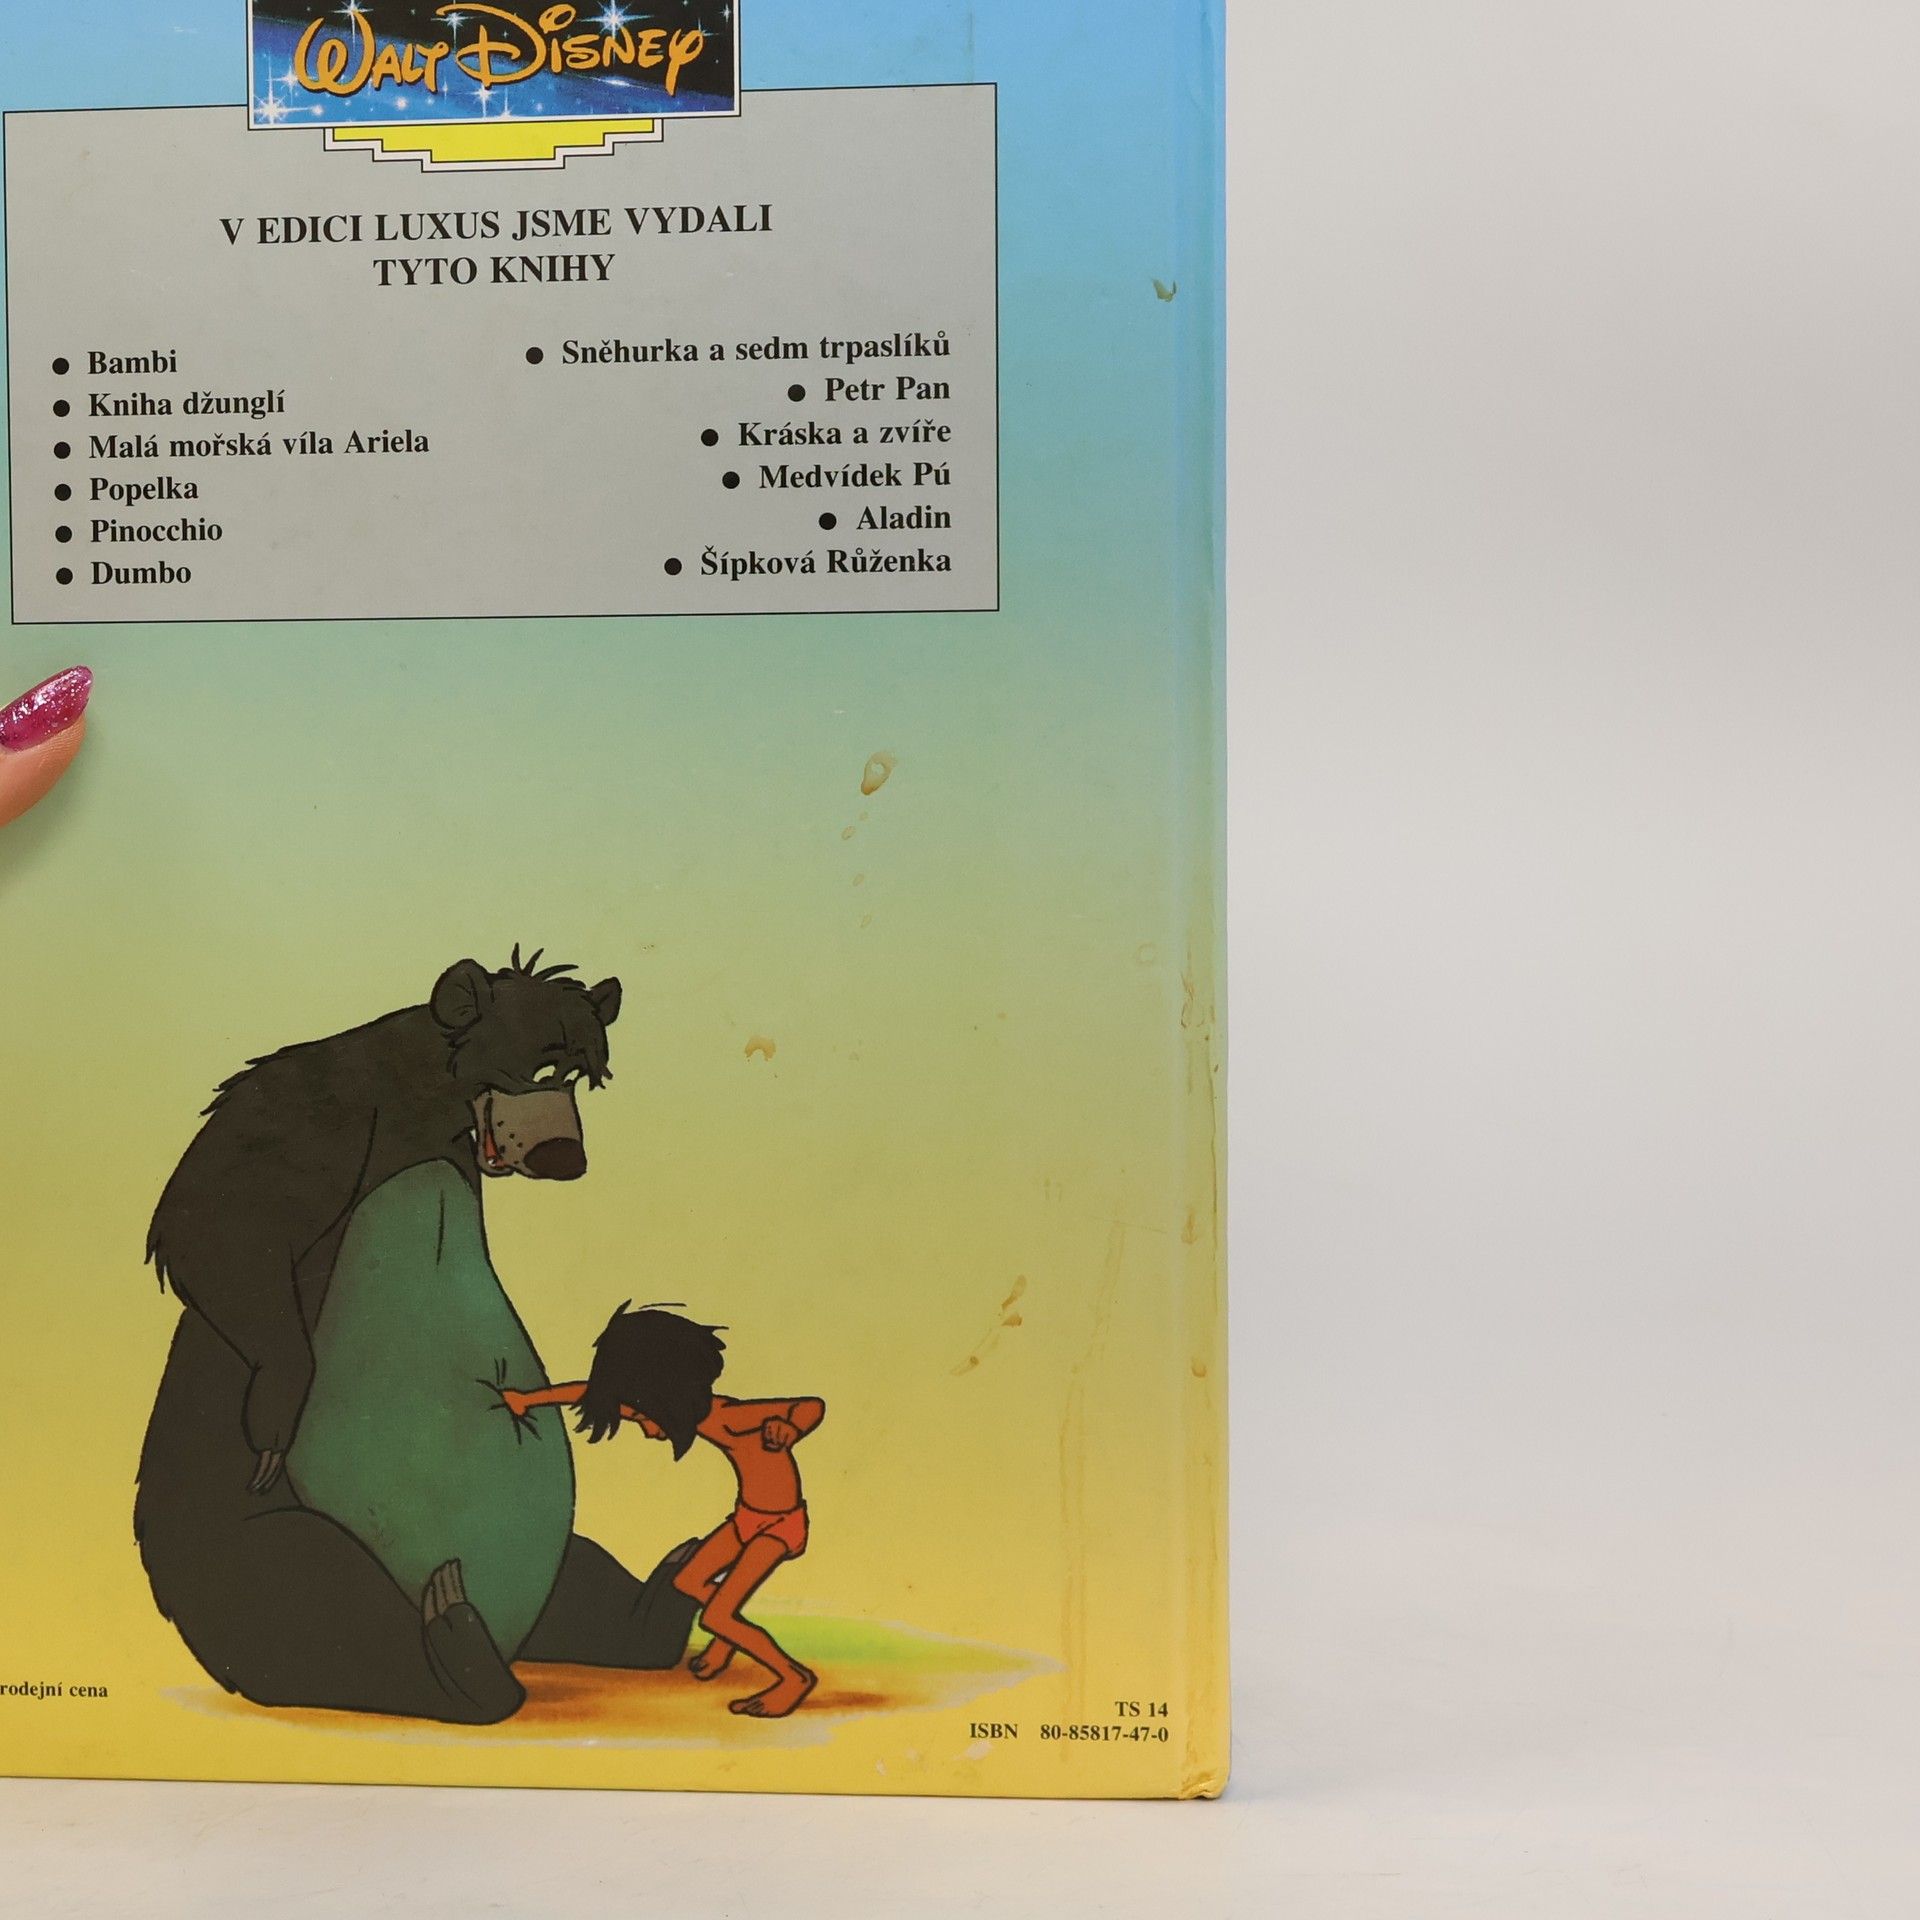 WALT DISNEY
V EDICI LUXUS JSME VYDALI
TYTO KNIHY
● Bambi
● Kniha džunglí
● Malá mořská víla Ariela
● Popelka
● Pinocchio
● Dumbo
● Sněhurka a sedm trpaslíků
● Petr Pan
● Kráska a zvíře
● Medvídek Pú
● Aladin
● Šípková Růženka
rodejní cena
TS 14
ISBN 80-85817-47-0